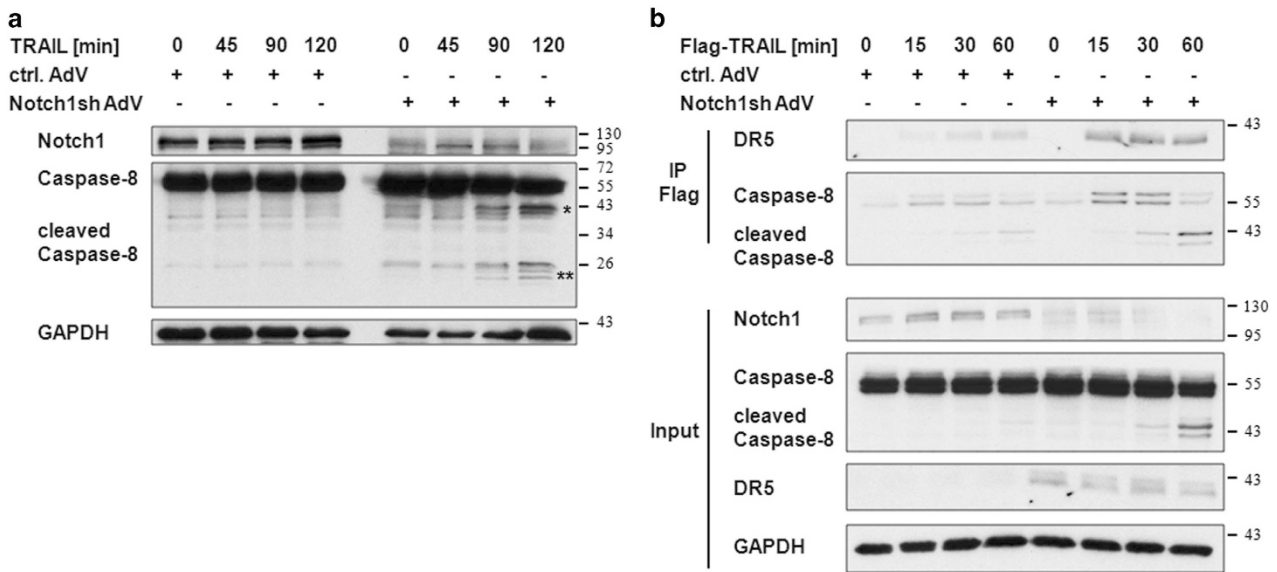 a
TRAIL [min] 0 45 90 120 0 45 90 120
ctrl. AdV + + + + - - - -
Notch1sh AdV - - - - + + + +
Notch1
130
95
Caspase-8
72
55
43
*
cleaved
Caspase-8
34
26
**
GAPDH
43
b
Flag-TRAIL [min] 0 15 30 60 0 15 30 60
ctrl. AdV + + + + - - - -
Notch1sh AdV - - - - + + + +
IP
Flag
DR5
43
Caspase-8
55
cleaved
Caspase-8
43
Input
Notch1
130
95
Caspase-8
55
cleaved
Caspase-8
43
DR5
43
GAPDH
43